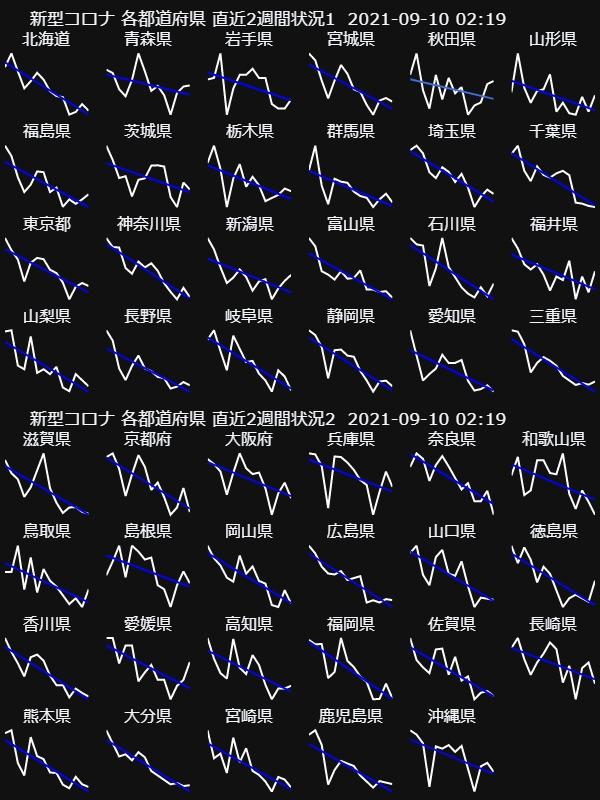 新型コロナ 各都道府県 直近2週間状況1 2021-09-10 02:19
北海道 青森県 岩手県 宮城県 秋田県 山形県
福島県 茨城県 栃木県 群馬県 埼玉県 千葉県
東京都 神奈川県 新潟県 富山県 石川県 福井県
山梨県 長野県 岐阜県 静岡県 愛知県 三重県
新型コロナ 各都道府県 直近2週間状況2 2021-09-10 02:19
滋賀県 京都府 大阪府 兵庫県 奈良県 和歌山県
鳥取県 島根県 岡山県 広島県 山口県 徳島県
香川県 愛媛県 高知県 福岡県 佐賀県 長崎県
熊本県 大分県 宮崎県 鹿児島県 沖縄県